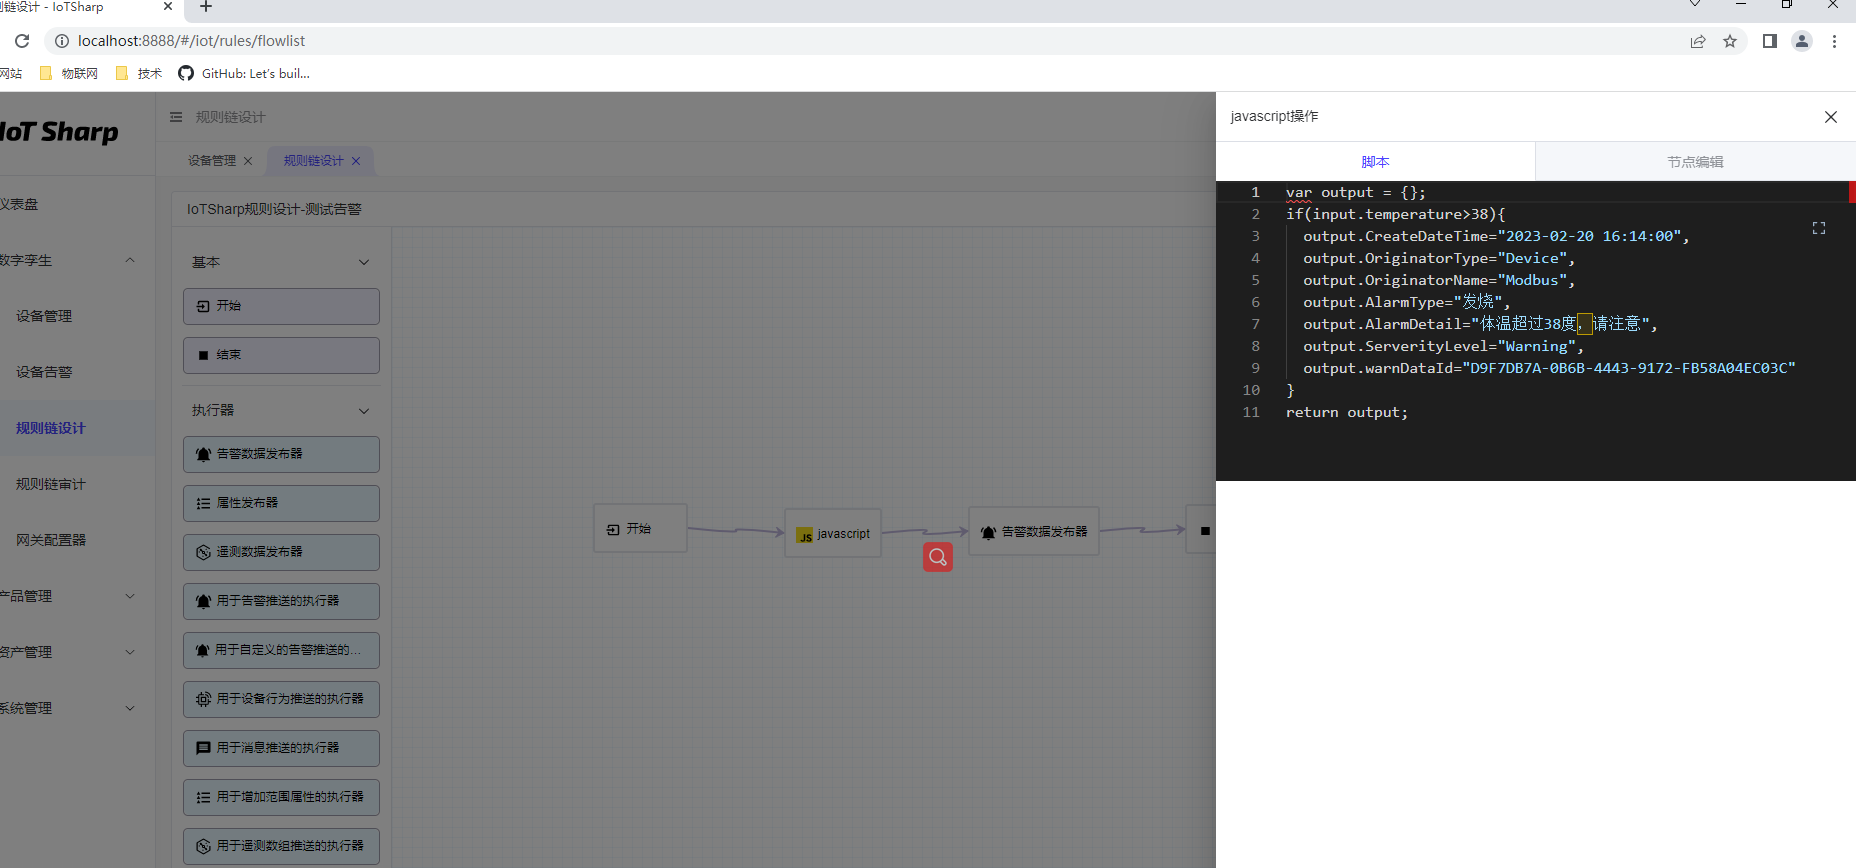 则链设计 - IoTSharp
localhost:8888/#/iot/rules/flowlist
网站
物联网
技术
GitHub: Let's buil...
IoT Sharp
仪表盘
数字孪生
设备管理
设备告警
规则链设计
规则链审计
网关配置器
产品管理
资产管理
系统管理
规则链设计
设备管理
规则链设计
IoTSharp规则设计-测试告警
基本
开始
结束
执行器
告警数据发布器
属性发布器
遥测数据发布器
用于告警推送的执行器
用于自定义的告警推送的...
用于设备行为推送的执行器
用于消息推送的执行器
用于增加范围属性的执行器
用于遥测数组推送的执行器
开始
JS javascript
告警数据发布器
javascript操作
脚本
节点编辑
1 var output = {};
2 if(input.temperature>38){
3 output.CreateDateTime="2023-02-20 16:14:00",
4 output.OriginatorType="Device",
5 output.OriginatorName="Modbus",
6 output.AlarmType="发烧",
7 output.AlarmDetail="体温超过38度，请注意",
8 output.ServerityLevel="Warning",
9 output.warnDataId="D9F7DB7A-0B6B-4443-9172-FB58A04EC03C"
10 }
11 return output;